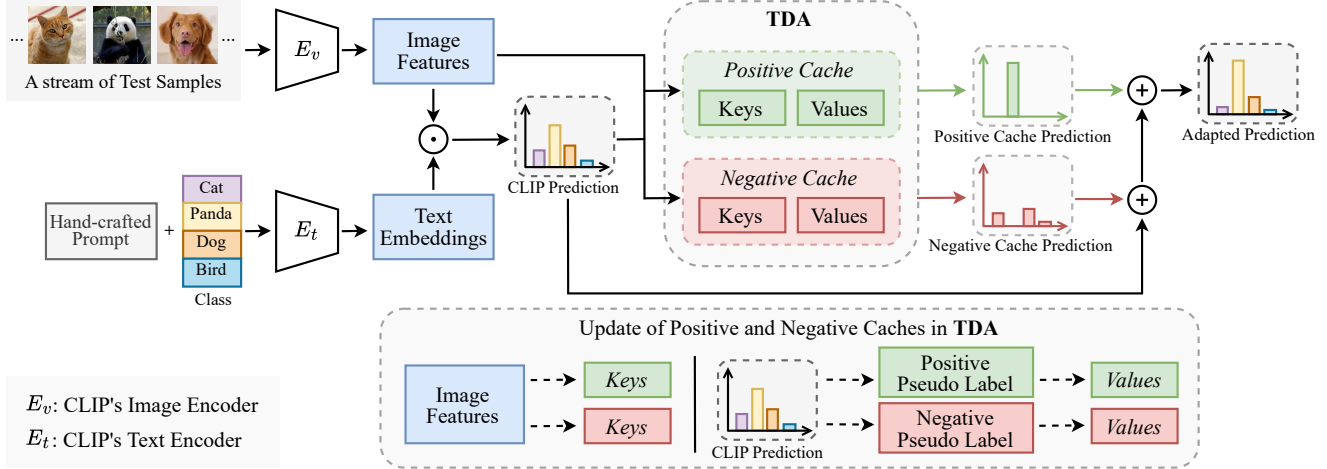 ... ...
A stream of Test Samples
E_v
Image
Features
TDA
Positive Cache
Keys Values
Negative Cache
Keys Values
Positive Cache Prediction
Negative Cache Prediction
+
+
Adapted Prediction
CLIP Prediction
Hand-crafted
Prompt
+
Cat
Panda
Dog
Bird
Class
E_t
Text
Embeddings
Update of Positive and Negative Caches in TDA
Image
Features
Keys
Keys
CLIP Prediction
Positive
Pseudo Label
Negative
Pseudo Label
Values
Values
E_v: CLIP's Image Encoder
E_t: CLIP's Text Encoder